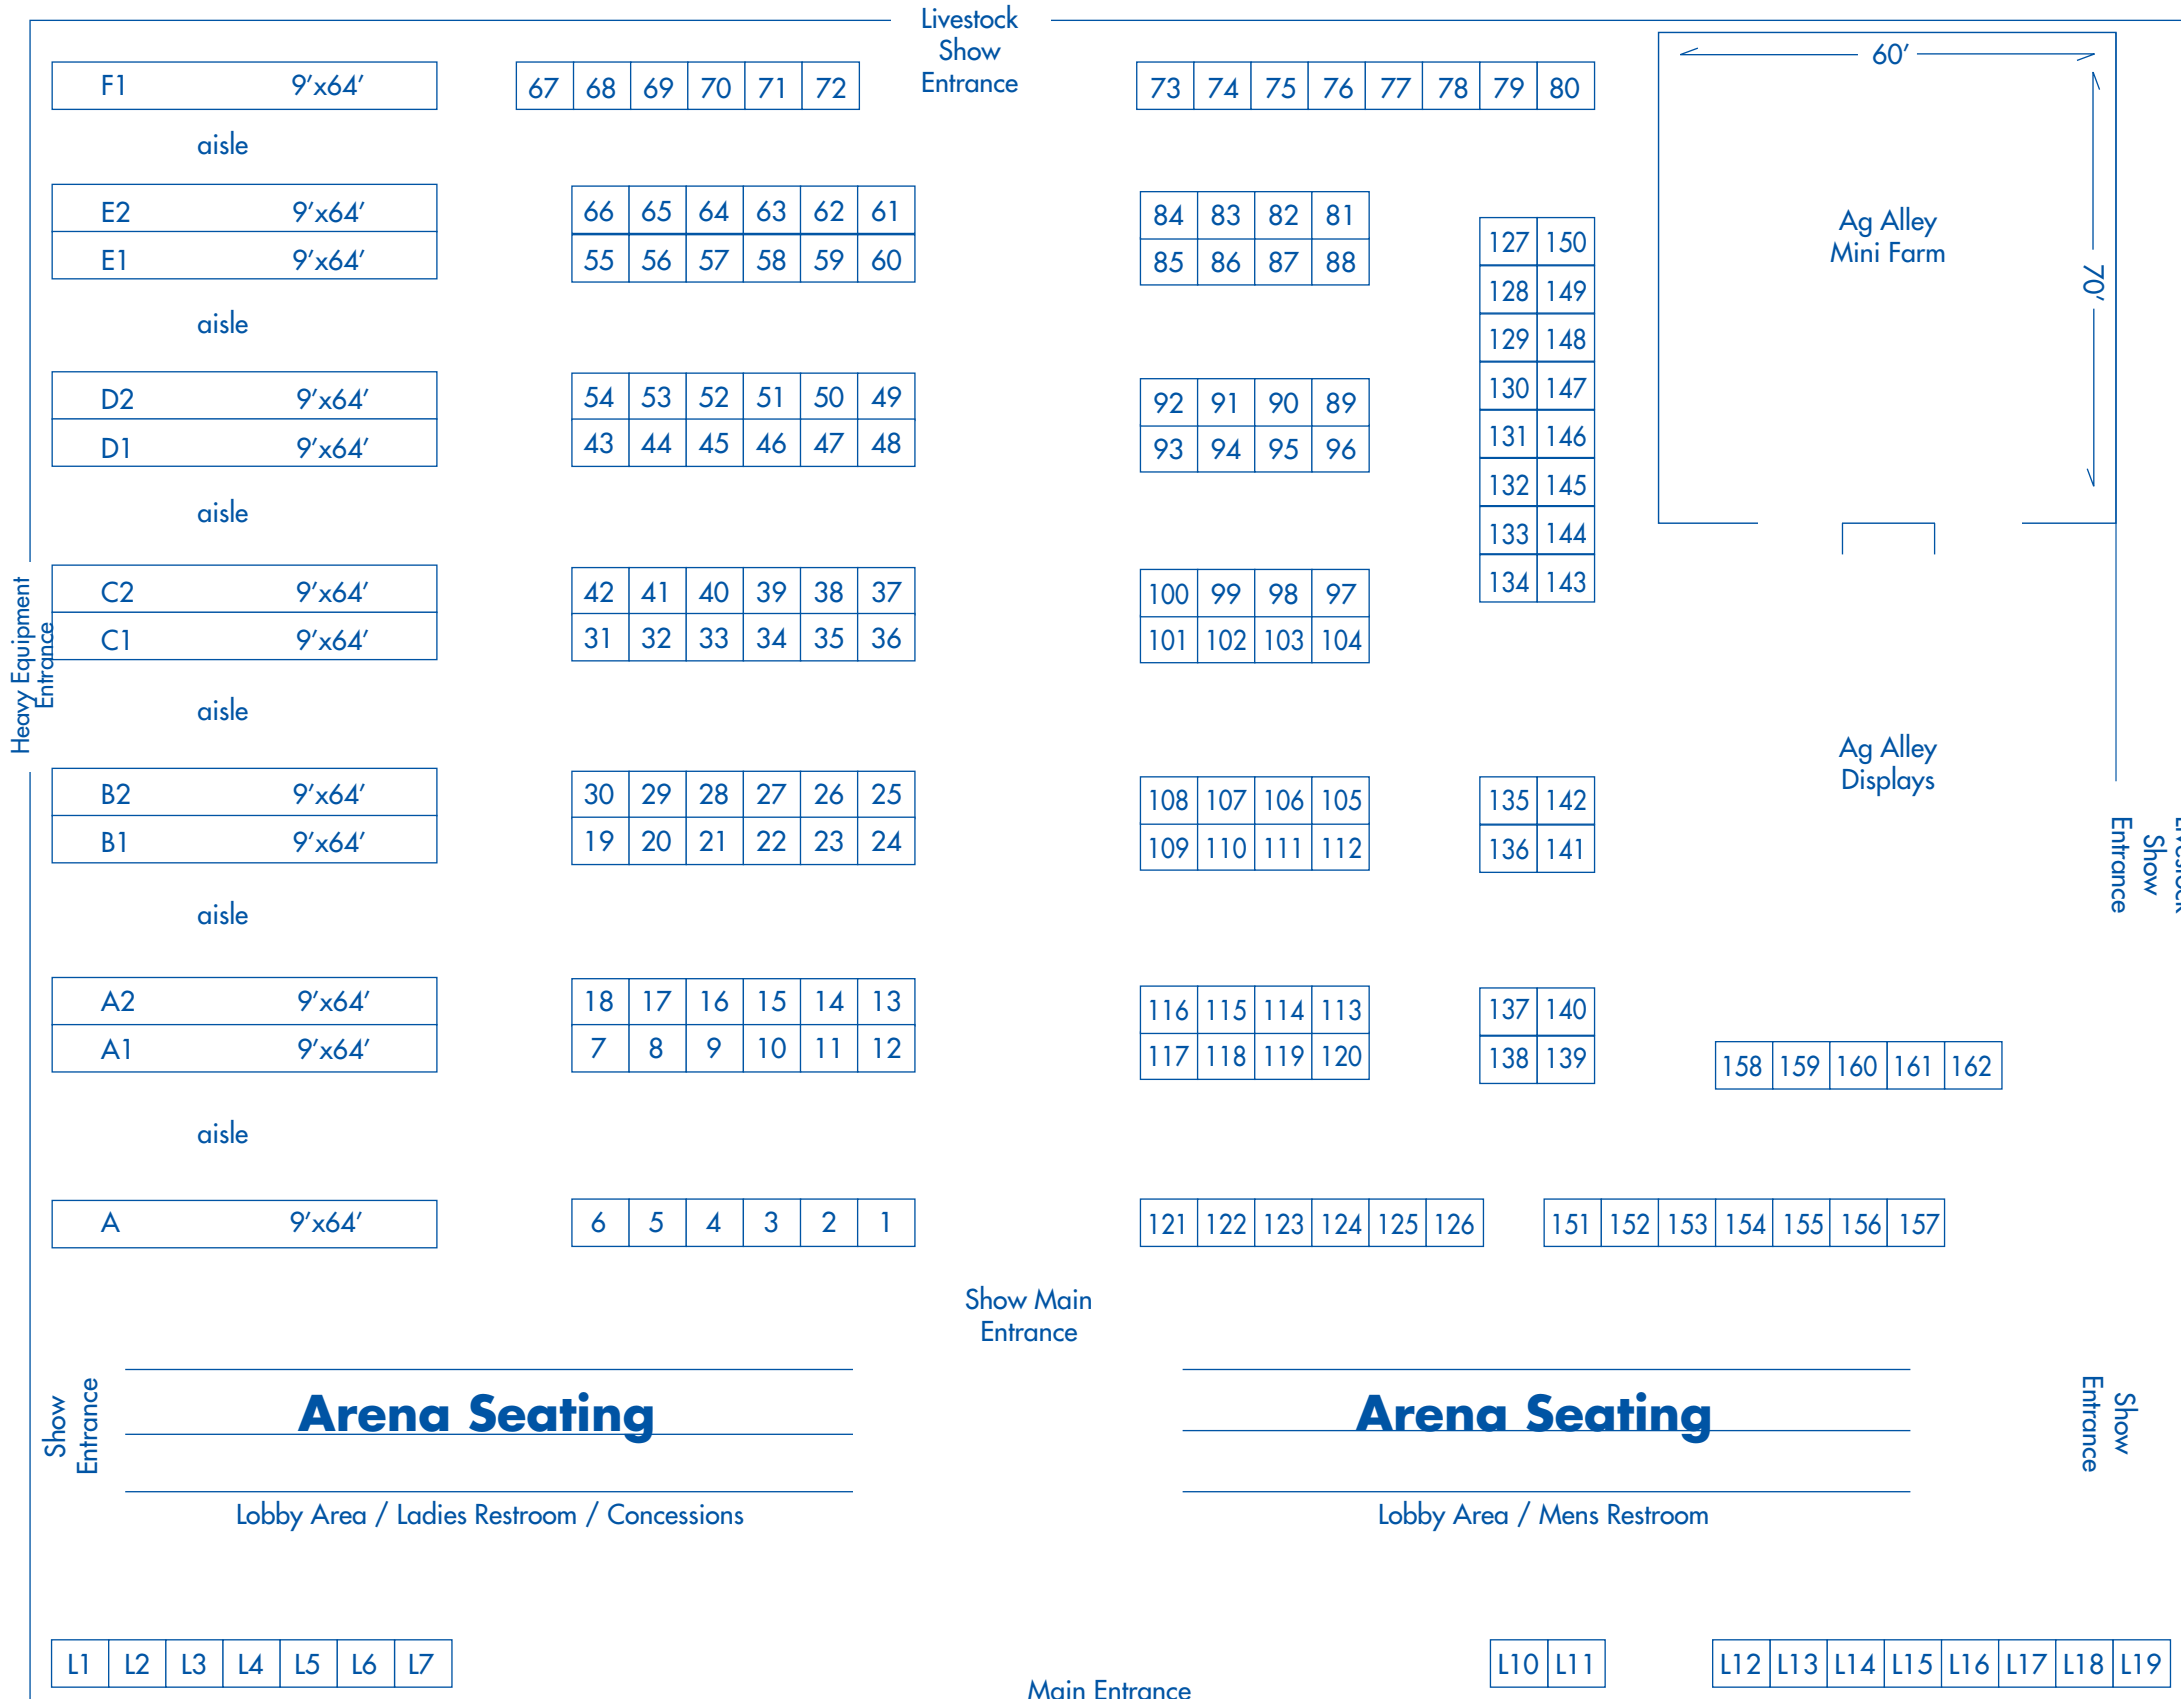 Livestock
Show
Entrance
F1 9'x64'
67 68 69 70 71 72
73 74 75 76 77 78 79 80
60'
aisle
E2 9'x64'
66 65 64 63 62 61
84 83 82 81
Ag Alley
Mini Farm
127 150
E1 9'x64'
55 56 57 58 59 60
85 86 87 88
70'
128 149
aisle
129 148
D2 9'x64'
54 53 52 51 50 49
92 91 90 89
130 147
D1 9'x64'
43 44 45 46 47 48
93 94 95 96
131 146
132 145
aisle
133 144
C2 9'x64'
42 41 40 39 38 37
100 99 98 97
134 143
C1 9'x64'
31 32 33 34 35 36
101 102 103 104
Heavy Equipment
Entrance
aisle
Ag Alley
Displays
B2 9'x64'
30 29 28 27 26 25
108 107 106 105
135 142
B1 9'x64'
19 20 21 22 23 24
109 110 111 112
136 141
Livestock
Show
Entrance
aisle
A2 9'x64'
18 17 16 15 14 13
116 115 114 113
137 140
A1 9'x64'
7 8 9 10 11 12
117 118 119 120
138 139
158 159 160 161 162
aisle
A 9'x64'
6 5 4 3 2 1
121 122 123 124 125 126
151 152 153 154 155 156 157
Show Main
Entrance
Show
Entrance
Arena Seating
Arena Seating
Show
Entrance
Lobby Area / Ladies Restroom / Concessions
Lobby Area / Mens Restroom
L1 L2 L3 L4 L5 L6 L7
L10 L11
L12 L13 L14 L15 L16 L17 L18 L19
Main Entrance